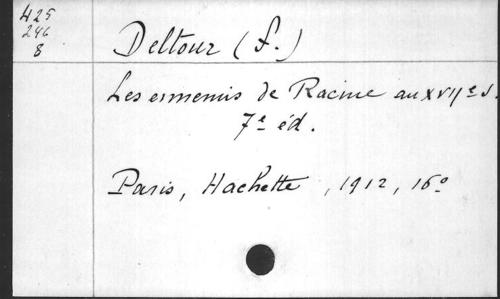 425
246
8
Deltour (F.)
Les ennemis de Racine au XVIIe s.
7e éd.
Paris, Hachette, 1912, 16°